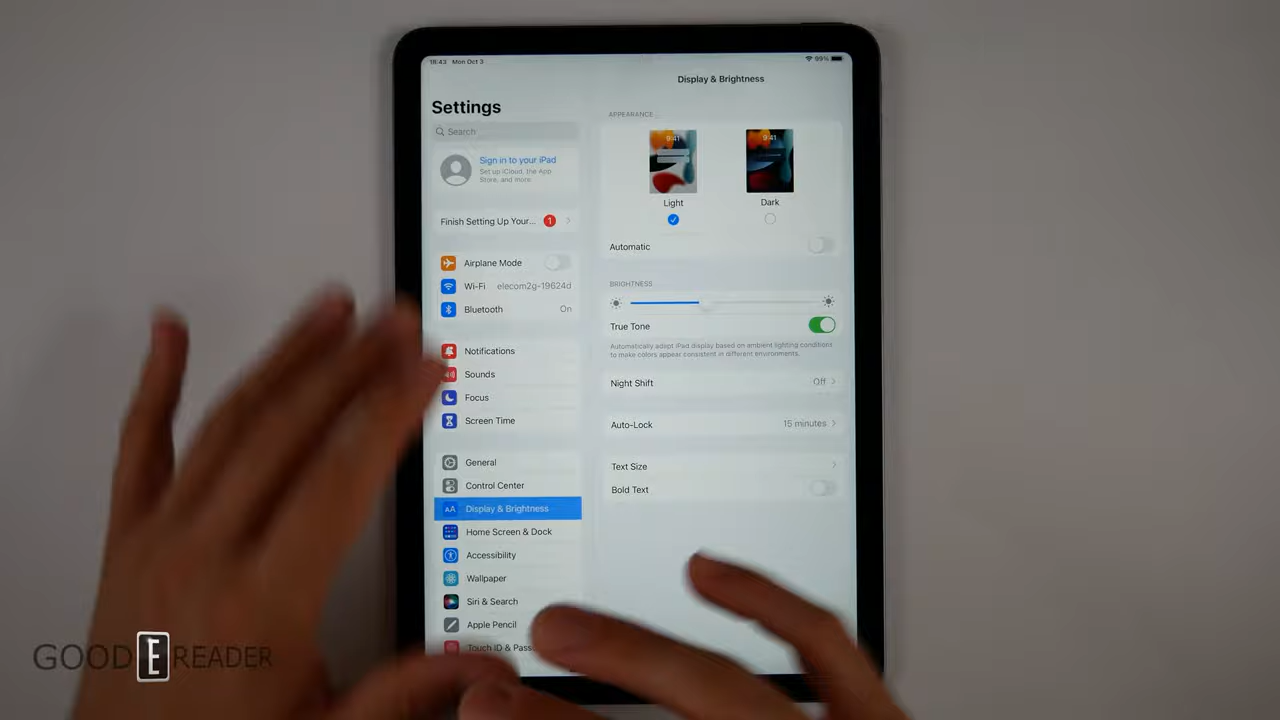 18:43 Mon Oct 3
99%
Settings
Search
Sign in to your iPad
Set up iCloud, the App
Store, and more.
Finish Setting Up Your...
1
Airplane Mode
Wi-Fi elecom2g-19624d
Bluetooth On
Notifications
Sounds
Focus
Screen Time
General
Control Center
AA Display & Brightness
Home Screen & Dock
Accessibility
Wallpaper
Siri & Search
Apple Pencil
Touch ID & Pass
Display & Brightness
APPEARANCE
9:41
9:41
Light
Dark
Automatic
BRIGHTNESS
True Tone
Automatically adapt iPad display based on ambient lighting conditions
to make colors appear consistent in different environments.
Night Shift Off
Auto-Lock 15 minutes
Text Size
Bold Text
GOOD E READER